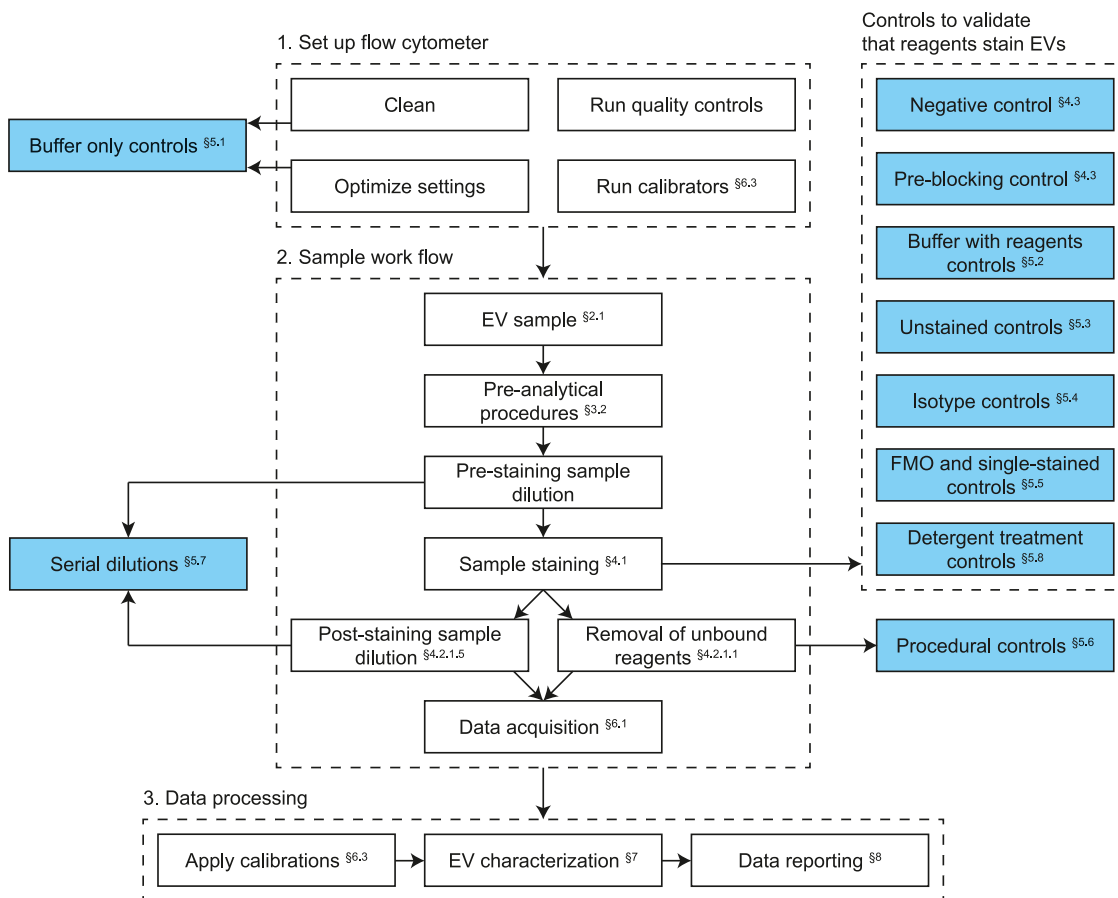 1. Set up flow cytometer
Clean
Run quality controls
Optimize settings
Run calibrators §6.3
Buffer only controls §5.1
2. Sample work flow
EV sample §2.1
Pre-analytical
procedures §3.2
Pre-staining sample
dilution
Sample staining §4.1
Post-staining sample
dilution §4.2.1.5
Removal of unbound
reagents §4.2.1.1
Data acquisition §6.1
Serial dilutions §5.7
Controls to validate
that reagents stain EVs
Negative control §4.3
Pre-blocking control §4.3
Buffer with reagents
controls §5.2
Unstained controls §5.3
Isotype controls §5.4
FMO and single-stained
controls §5.5
Detergent treatment
controls §5.8
Procedural controls §5.6
3. Data processing
Apply calibrations §6.3
EV characterization §7
Data reporting §8